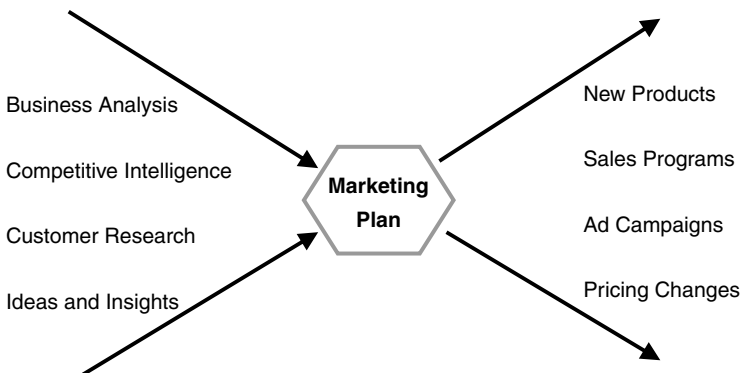 Business Analysis
Competitive Intelligence
Customer Research
Ideas and Insights
Marketing
Plan
New Products
Sales Programs
Ad Campaigns
Pricing Changes